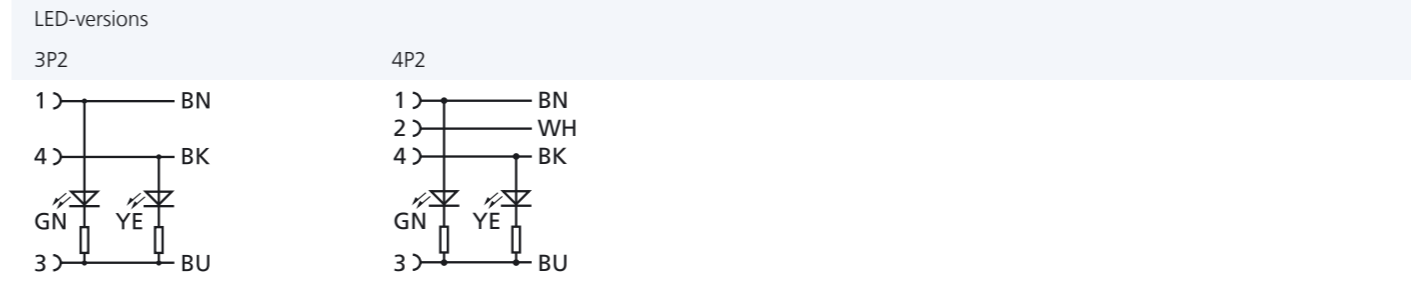 LED-versions
3P2 4P2
1 BN 1 BN
2 WH
4 BK 4 BK
GN YE GN YE
3 BU 3 BU